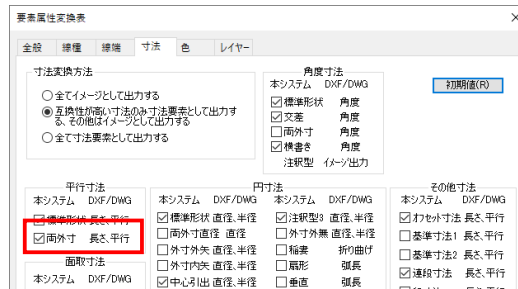 要素属性変換表
全般 線種 線端 寸法 色 レイヤー
寸法変換方法
全てイメージとして出力する
互換性が高い寸法のみ寸法要素として出力す
る、その他はイメージとして出力する
全て寸法要素として出力する
角度寸法
本システム DXF/DWG
標準形状 角度
交差 角度
両外寸 角度
横書き 角度
注釈型 イメージ出力
初期値(R)
平行寸法
本システム DXF/DWG
標準形状 長さ、平行
両外寸 長さ、平行
面取寸法
本システム DXF/DWG
円寸法
本システム DXF/DWG 本システム DXF/DWG
標準形状 直径、半径 注釈型3 直径、半径
両外寸直径 直径 外寸外無 直径、半径
外寸外矢 直径、半径 稲妻 折り曲げ
外寸内矢 直径、半径 扇形 弧長
中心引出 直径、半径 垂直 弧長
その他寸法
本システム DXF/DWG
オフセット寸法 長さ、平行
基準寸法1 長さ、平行
基準寸法2 長さ、平行
連段寸法 長さ、平行